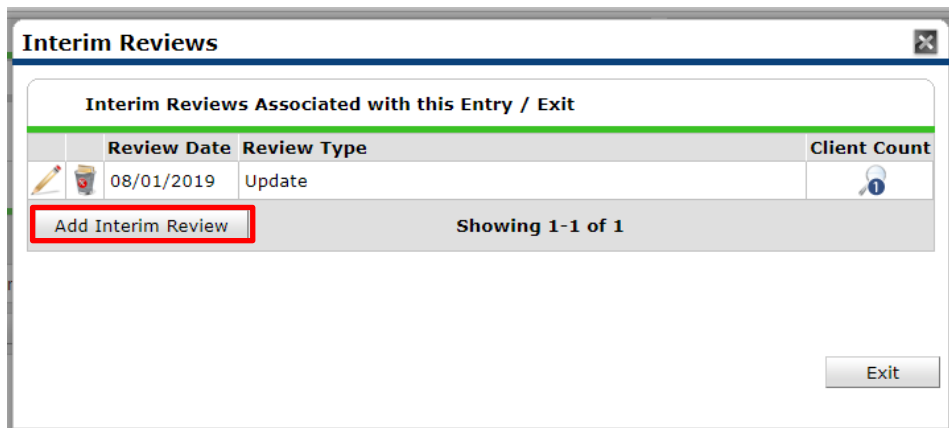 Interim Reviews
Interim Reviews Associated with this Entry / Exit
Review Date Review Type Client Count
08/01/2019 Update 1
Add Interim Review Showing 1-1 of 1
Exit